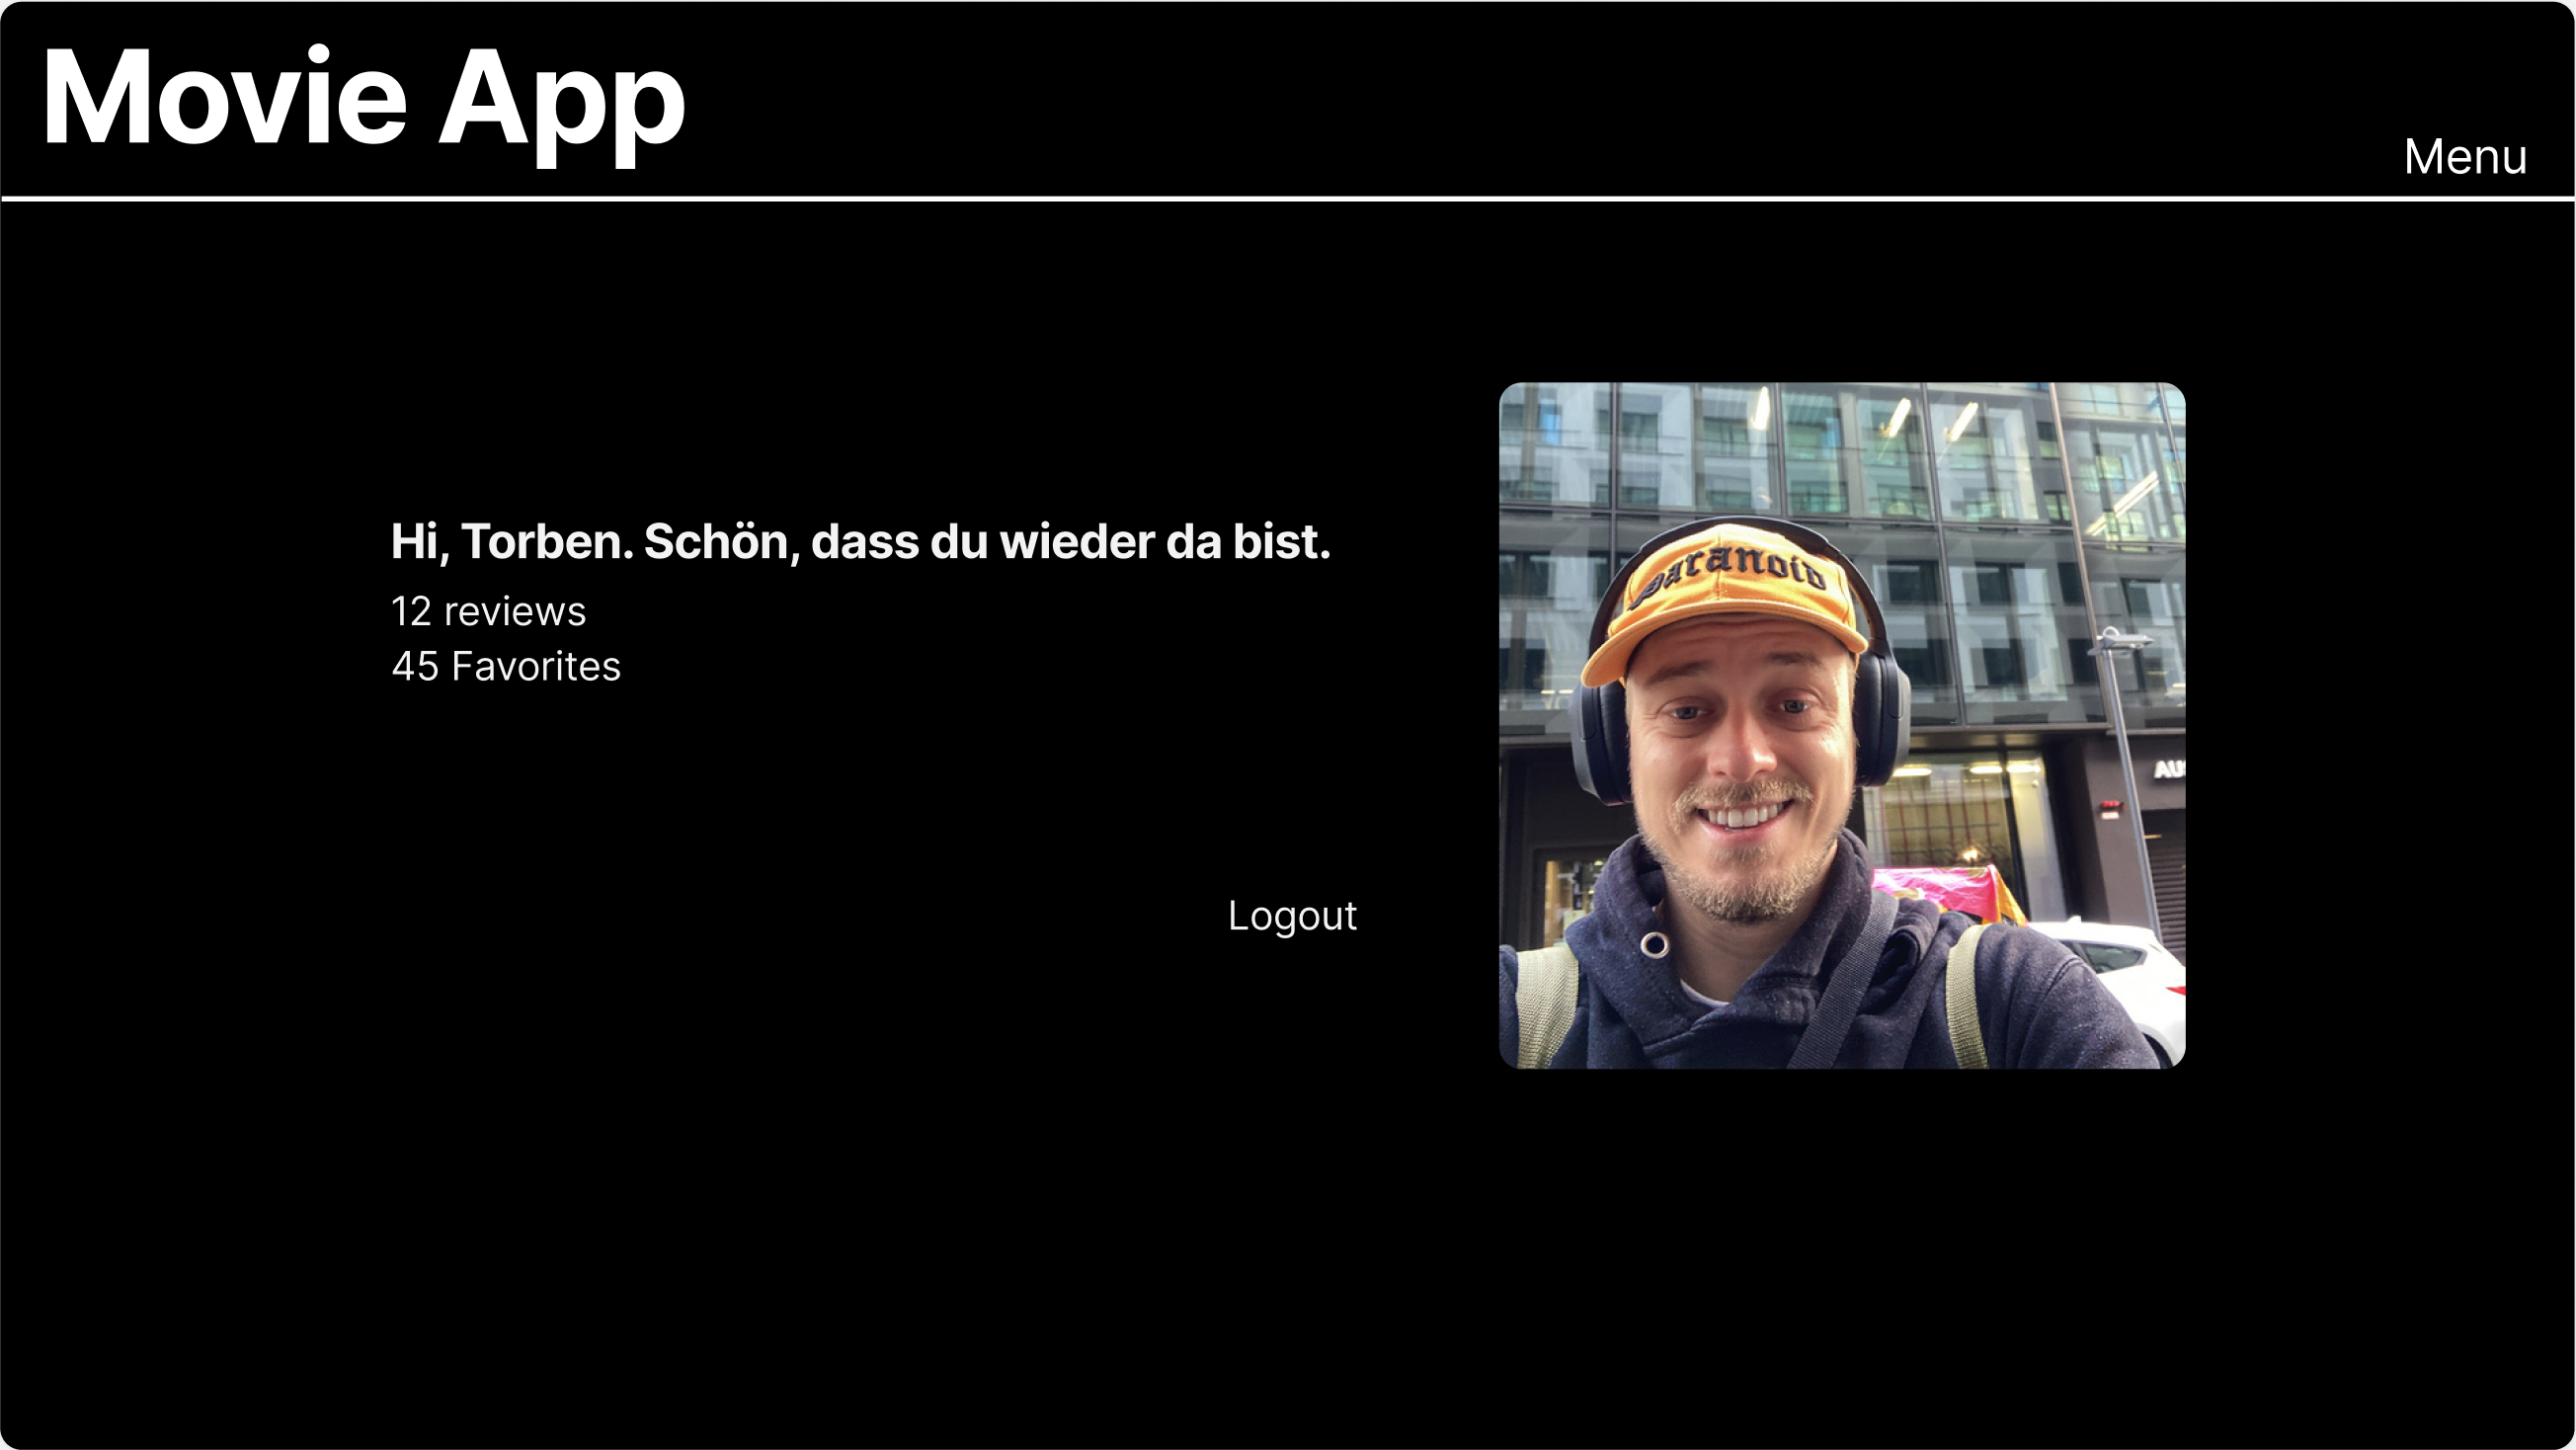 Movie App
Menu
Hi, Torben. Schön, dass du wieder da bist.
12 reviews
45 Favorites
Logout
paranoid
AU